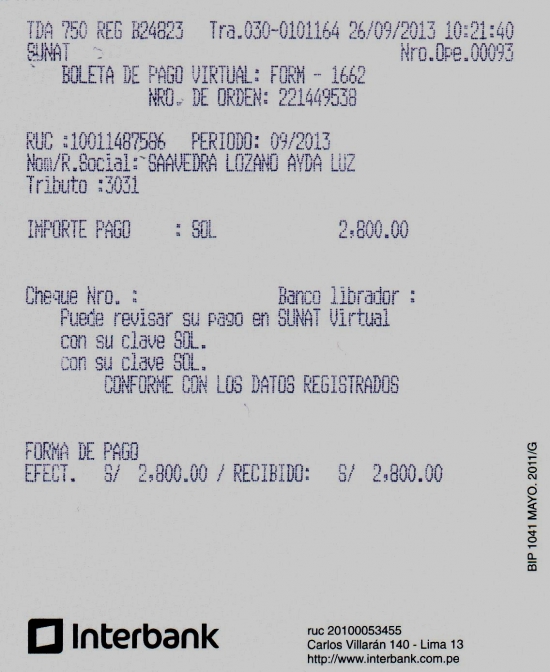 TDA 750 REG B24823 Tra.030-0101164 26/09/2013 10:21:40
SUNAT Nro.Ope.00093
BOLETA DE PAGO VIRTUAL: FORM - 1662
NRO. DE ORDEN: 221449538
RUC :10011487586 PERIODO: 09/2013
Nom/R.Social: SAAVEDRA LOZANO AYDA LUZ
Tributo :3031
IMPORTE PAGO : SOL 2,800.00
Cheque Nro. : Banco librador :
Puede revisar su pago en SUNAT Virtual
con su clave SOL.
con su clave SOL.
CONFORME CON LOS DATOS REGISTRADOS
FORMA DE PAGO
EFECT. S/ 2,800.00 / RECIBIDO: S/ 2,800.00
BIP 1041 MAYO. 2011/G
Interbank
ruc 20100053455
Carlos Villarán 140 - Lima 13
http://www.interbank.com.pe